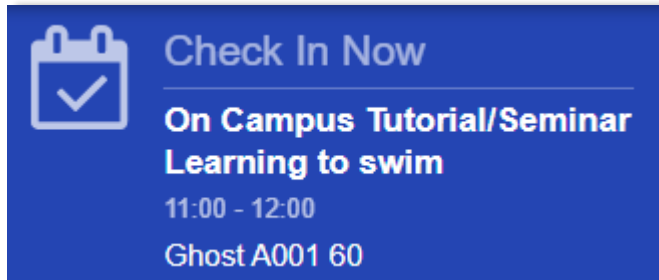 Check In Now
On Campus Tutorial/Seminar
Learning to swim
11:00 - 12:00
Ghost A001 60